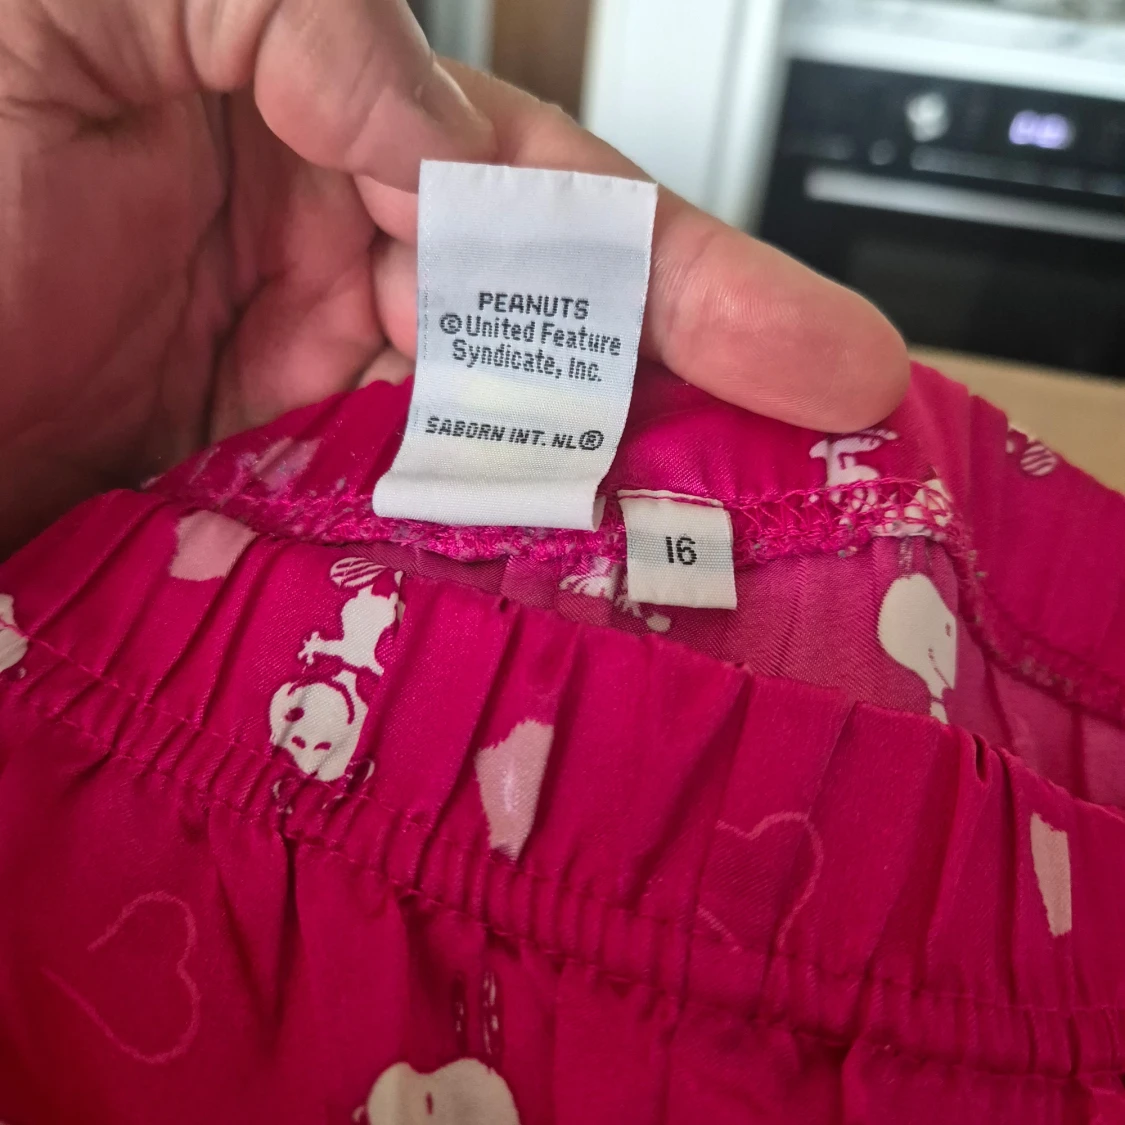 PEANUTS
©United Feature
Syndicate, Inc.
SABORN INT. NL®
16